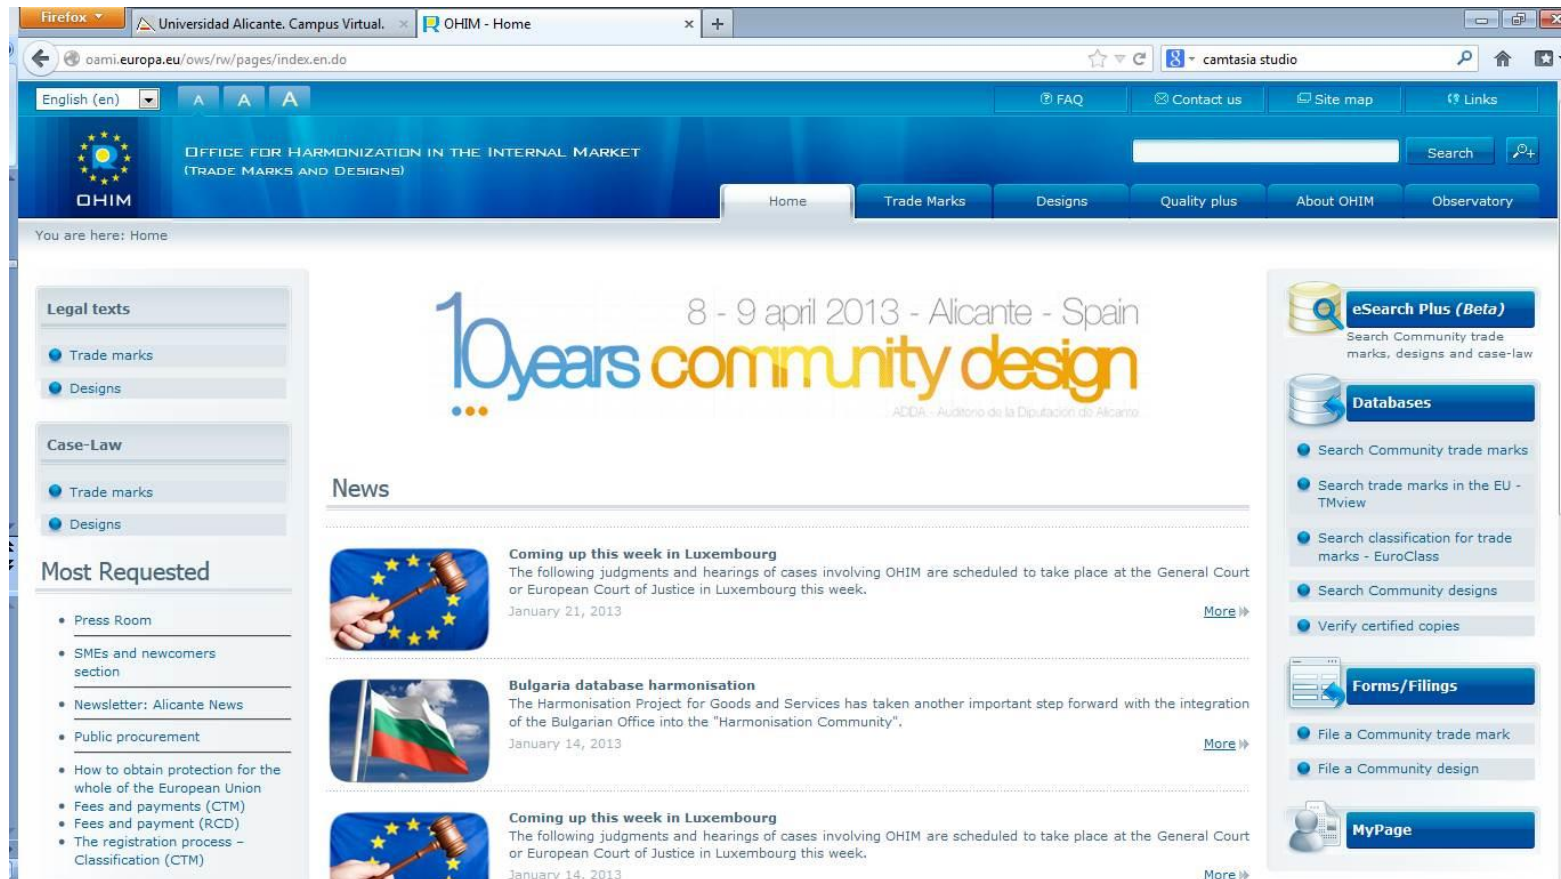 Firefox
Universidad Alicante. Campus Virtual.
OHIM - Home
oami.europa.eu/ows/rw/pages/index.en.do
camtasia studio
English (en)
A A A
FAQ
Contact us
Site map
Links
OHIM
OFFICE FOR HARMONIZATION IN THE INTERNAL MARKET
(TRADE MARKS AND DESIGNS)
Search
Home
Trade Marks
Designs
Quality plus
About OHIM
Observatory
You are here: Home
Legal texts
Trade marks
Designs
Case-Law
Trade marks
Designs
Most Requested
Press Room
SMEs and newcomers
section
Newsletter: Alicante News
Public procurement
How to obtain protection for the
whole of the European Union
Fees and payments (CTM)
Fees and payment (RCD)
The registration process –
Classification (CTM)
8 - 9 april 2013 - Alicante - Spain
10years community design
ADDA - Auditorio de la Diputación de Alicante
News
Coming up this week in Luxembourg
The following judgments and hearings of cases involving OHIM are scheduled to take place at the General Court
or European Court of Justice in Luxembourg this week.
January 21, 2013
More
Bulgaria database harmonisation
The Harmonisation Project for Goods and Services has taken another important step forward with the integration
of the Bulgarian Office into the "Harmonisation Community".
January 14, 2013
More
Coming up this week in Luxembourg
The following judgments and hearings of cases involving OHIM are scheduled to take place at the General Court
or European Court of Justice in Luxembourg this week.
January 14, 2013
More
eSearch Plus (Beta)
Search Community trade
marks, designs and case-law
Databases
Search Community trade marks
Search trade marks in the EU -
TMview
Search classification for trade
marks - EuroClass
Search Community designs
Verify certified copies
Forms/Filings
File a Community trade mark
File a Community design
MyPage